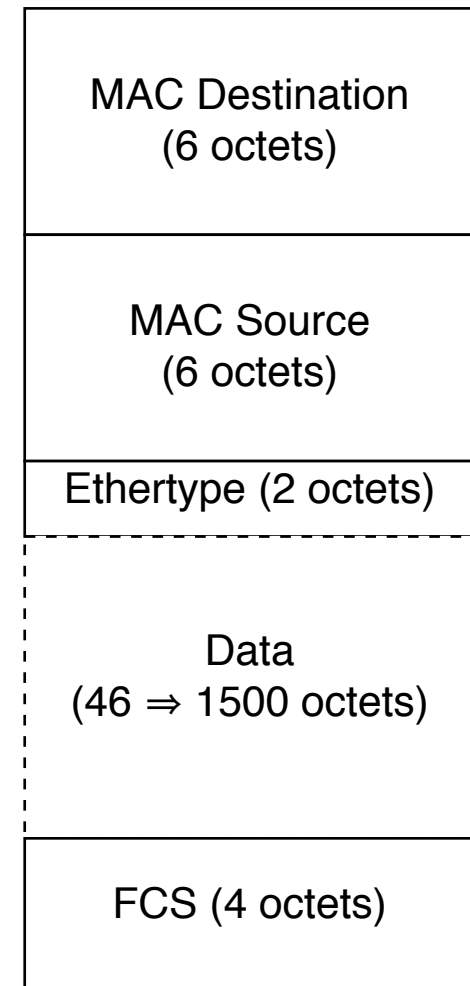 MAC Destination
(6 octets)
MAC Source
(6 octets)
Ethertype (2 octets)
Data
(46 ⇒ 1500 octets)
FCS (4 octets)